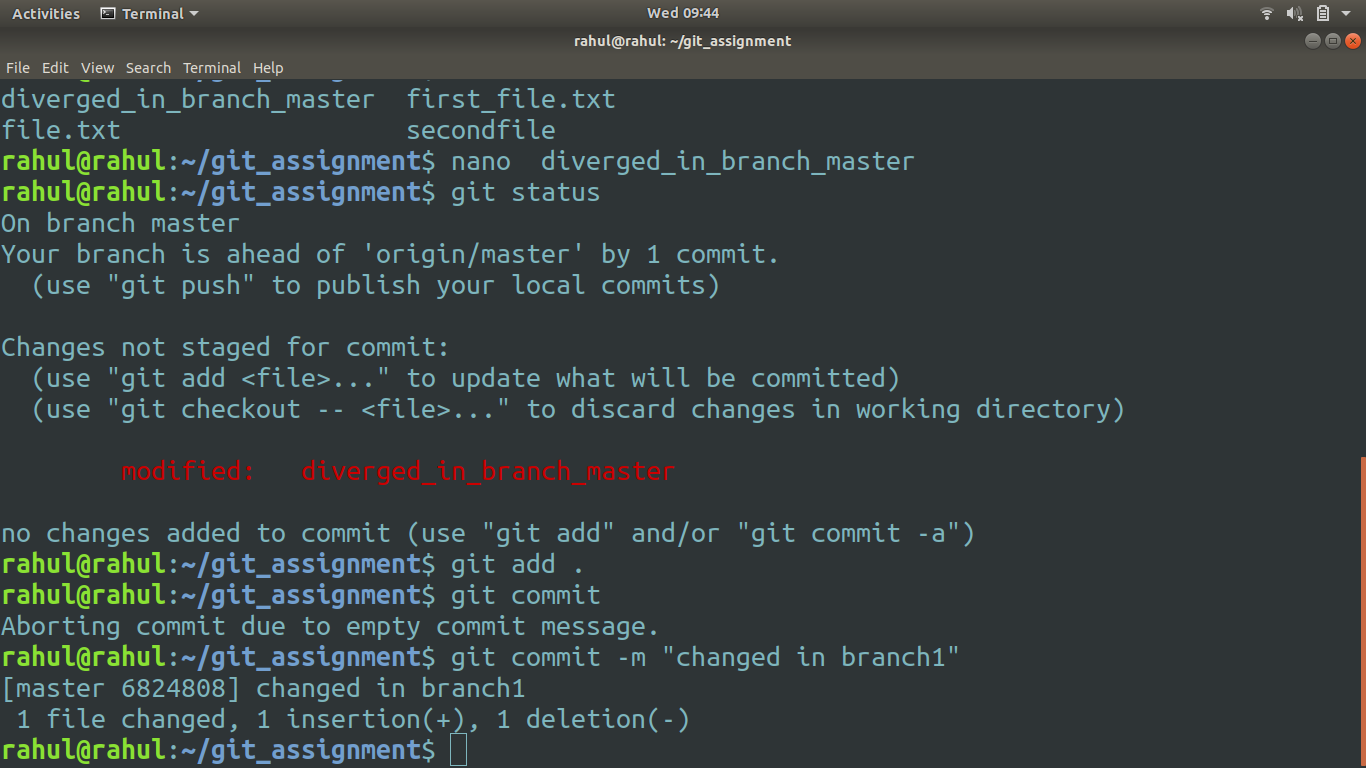 Activities Terminal Wed 09:44
rahul@rahul: ~/git_assignment
File Edit View Search Terminal Help
diverged_in_branch_master  first_file.txt
file.txt                   secondfile
rahul@rahul:~/git_assignment$ nano  diverged_in_branch_master
rahul@rahul:~/git_assignment$ git status
On branch master
Your branch is ahead of 'origin/master' by 1 commit.
  (use "git push" to publish your local commits)

Changes not staged for commit:
  (use "git add <file>..." to update what will be committed)
  (use "git checkout -- <file>..." to discard changes in working directory)

        modified:   diverged_in_branch_master

no changes added to commit (use "git add" and/or "git commit -a")
rahul@rahul:~/git_assignment$ git add .
rahul@rahul:~/git_assignment$ git commit
Aborting commit due to empty commit message.
rahul@rahul:~/git_assignment$ git commit -m "changed in branch1"
[master 6824808] changed in branch1
 1 file changed, 1 insertion(+), 1 deletion(-)
rahul@rahul:~/git_assignment$